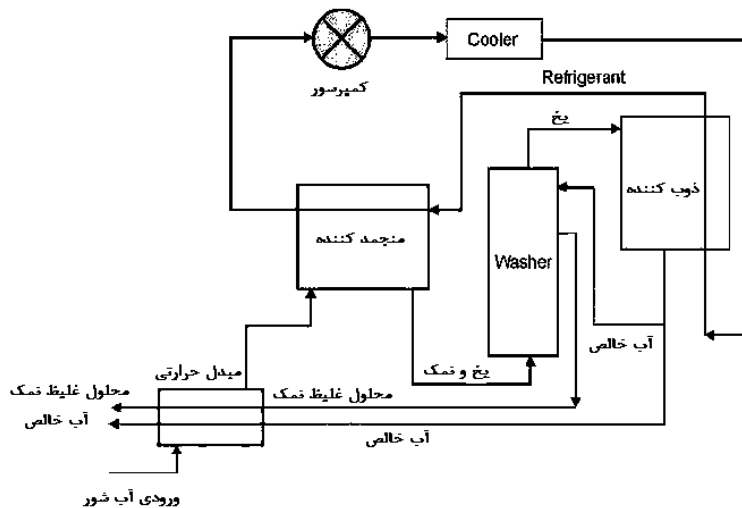 Cooler
کمپرسور
Refrigerant
یخ
ذوب کننده
منجمد کننده
Washer
آب خالص
یخ و نمک
مبدل حرارتی
محلول غلیظ نمک
محلول غلیظ نمک
آب خالص
آب خالص
ورودی آب شور